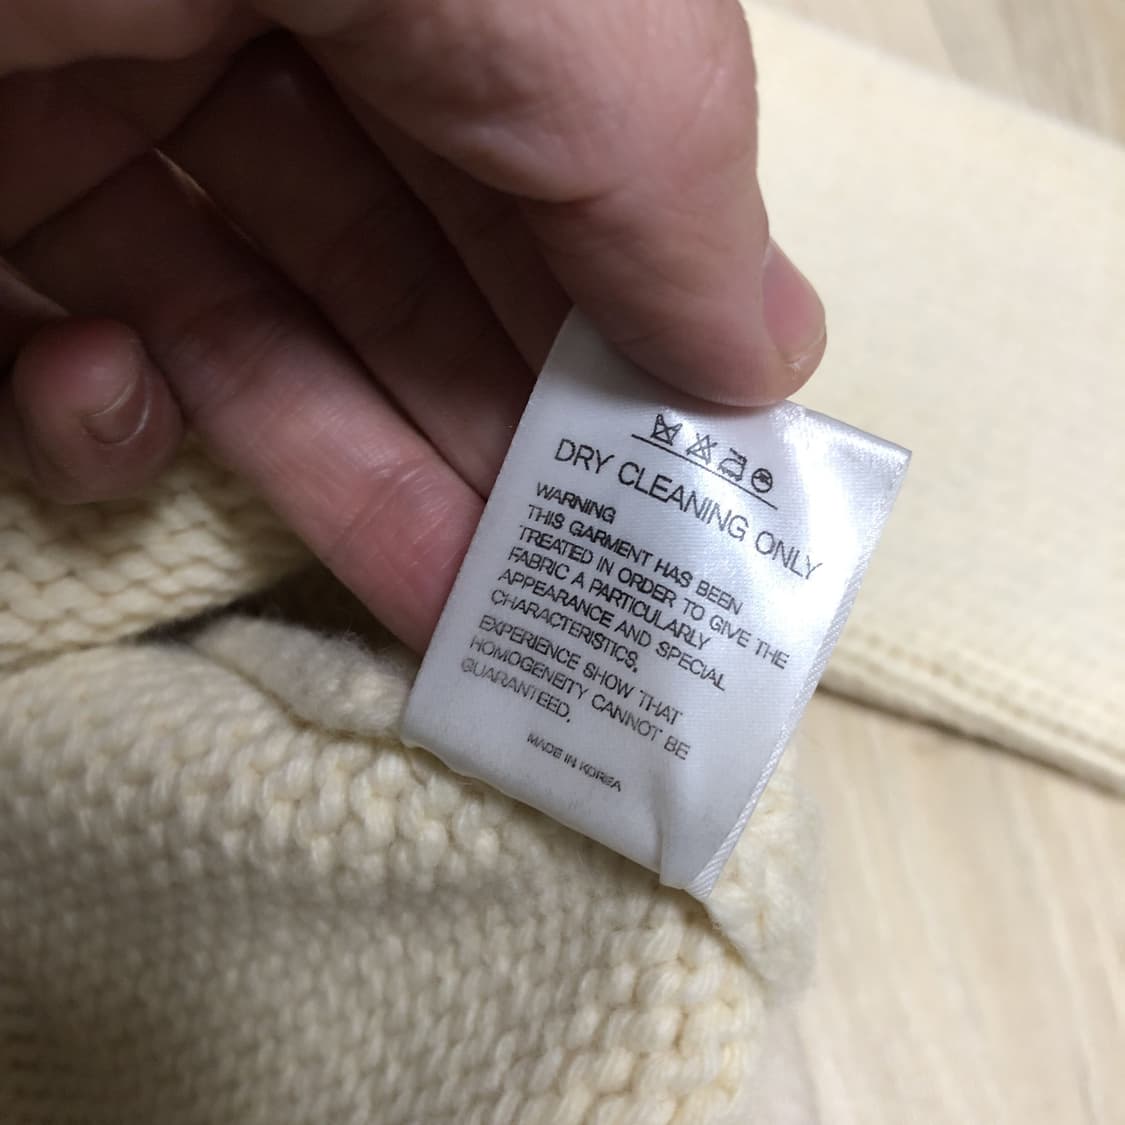 DRY CLEANING ONLY
WARNING
THIS GARMENT HAS BEEN
TREATED IN ORDER TO GIVE THE
FABRIC A PARTICULARLY
APPEARANCE AND SPECIAL
CHARACTERISTICS.
EXPERIENCE SHOW THAT
HOMOGENEITY CANNOT BE
GUARANTEED.
MADE IN KOREA